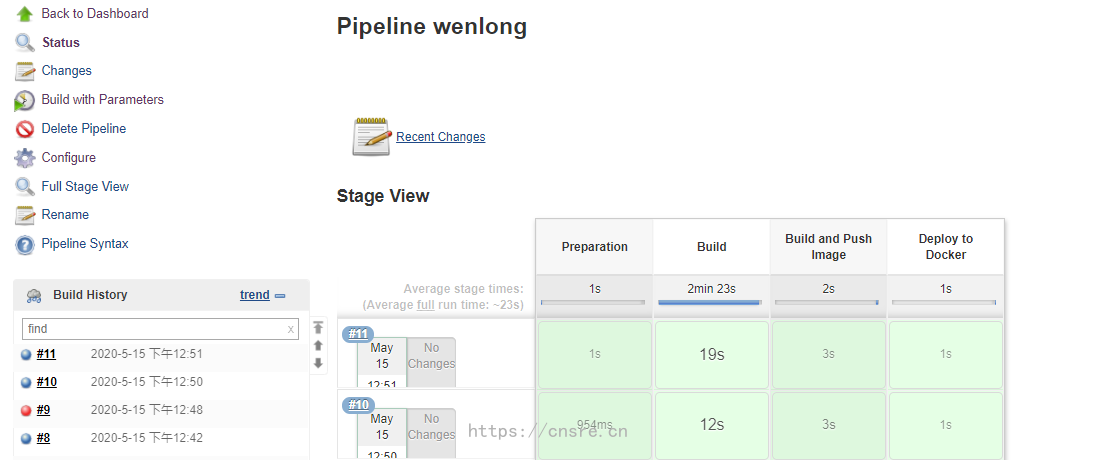 Back to Dashboard
Status
Changes
Build with Parameters
Delete Pipeline
Configure
Full Stage View
Rename
Pipeline Syntax
Build History
trend
find x
#11 2020-5-15 下午12:51
#10 2020-5-15 下午12:50
#9 2020-5-15 下午12:48
#8 2020-5-15 下午12:42
Pipeline wenlong
Recent Changes
Stage View
Preparation
Build
Build and Push
Image
Deploy to
Docker
Average stage times:
(Average full run time: ~23s)
1s
2min 23s
2s
1s
#11
May
15
12:51
No
Changes
1s
19s
3s
1s
#10
May
15
12:50
No
Changes
954ms
12s
3s
1s
https://cnsre.cn